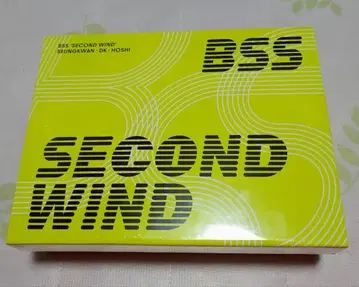 BSS 'SECOND WIND'
SEUNGKWAN · DK · HOSHI
BSS
SECOND
WIND